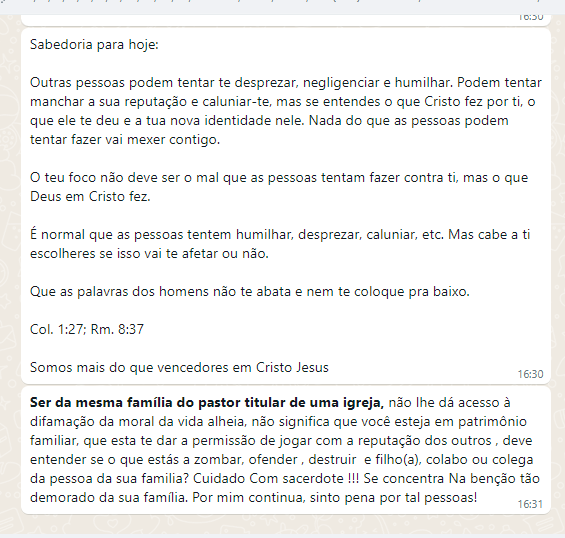 16:30
Sabedoria para hoje:
Outras pessoas podem tentar te desprezar, negligenciar e humilhar. Podem tentar
manchar a sua reputação e caluniar-te, mas se entendes o que Cristo fez por ti, o
que ele te deu e a tua nova identidade nele. Nada do que as pessoas podem
tentar fazer vai mexer contigo.
O teu foco não deve ser o mal que as pessoas tentam fazer contra ti, mas o que
Deus em Cristo fez.
É normal que as pessoas tentem humilhar, desprezar, caluniar, etc. Mas cabe a ti
escolheres se isso vai te afetar ou não.
Que as palavras dos homens não te abata e nem te coloque pra baixo.
Col. 1:27; Rm. 8:37
Somos mais do que vencedores em Cristo Jesus
16:30
Ser da mesma família do pastor titular de uma igreja, não lhe dá acesso à
difamação da moral da vida alheia, não significa que você esteja em patrimônio
familiar, que esta te dar a permissão de jogar com a reputação dos outros , deve
entender se o que estás a zombar, ofender , destruir e filho(a), colabo ou colega
da pessoa da sua familia? Cuidado Com sacerdote !!! Se concentra Na benção tão
demorado da sua família. Por mim continua, sinto pena por tal pessoas!
16:31